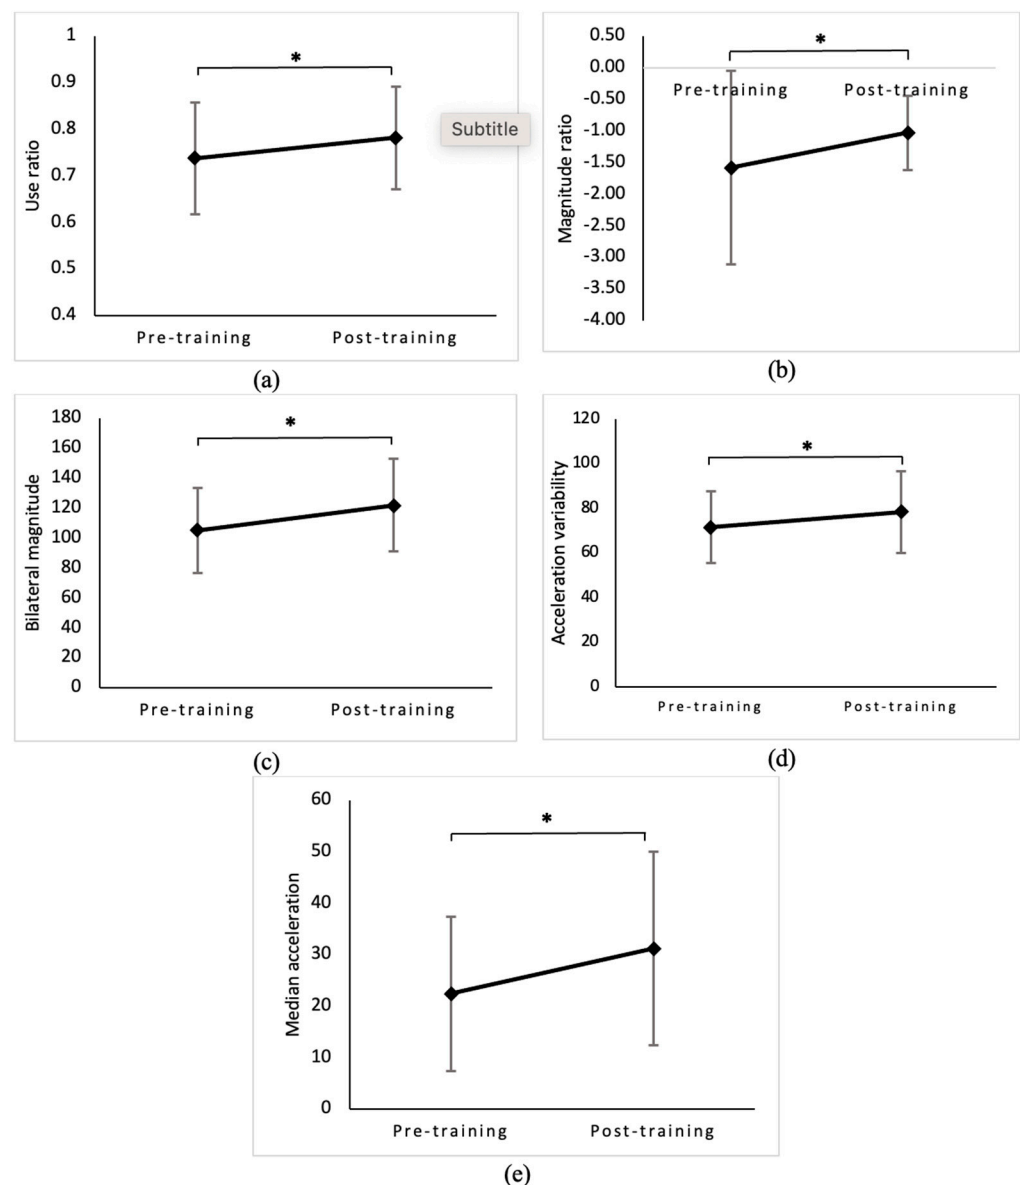 1
0.9
0.8
0.7
0.6
0.5
0.4
Use ratio
*
Subtitle
Pre-training Post-training
(a)
0.50
0.00
-0.50
-1.00
-1.50
-2.00
-2.50
-3.00
-3.50
-4.00
Magnitude ratio
*
Pre-training Post-training
(b)
180
160
140
120
100
80
60
40
20
0
Bilateral magnitude
*
Pre-training Post-training
(c)
120
100
80
60
40
20
0
Acceleration variability
*
Pre-training Post-training
(d)
60
50
40
30
20
10
0
Median acceleration
*
Pre-training Post-training
(e)